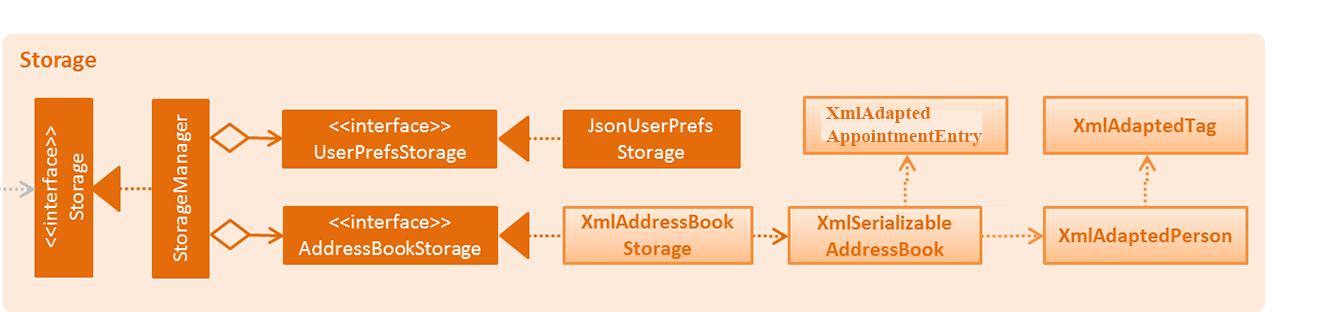 Storage
<<interface>>
Storage
StorageManager
<<interface>>
UserPrefsStorage
JsonUserPrefs
Storage
XmlAdapted
AppointmentEntry
XmlAdaptedTag
<<interface>>
AddressBookStorage
XmlAddressBook
Storage
XmlSerializable
AddressBook
XmlAdaptedPerson